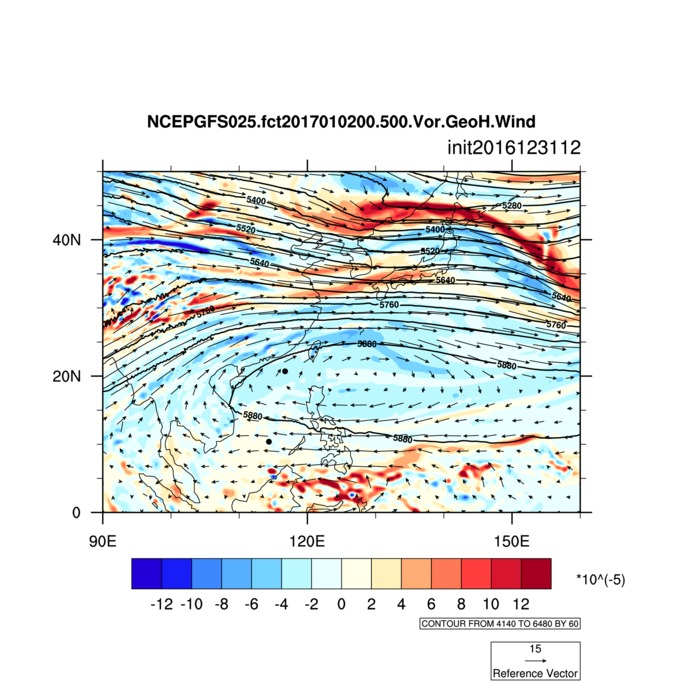 NCEPGFS025.fct2017010200.500.Vor.GeoH.Wind
init2016123112
5280
5400
5400
5520
40N
5520
5640
5640
5640
5760
5760
5760
5880
5880
20N
5880
5880
0
90E 120E 150E
-12 -10 -8 -6 -4 -2 0 2 4 6 8 10 12
*10^(-5)
CONTOUR FROM 4140 TO 6480 BY 60
15
Reference Vector